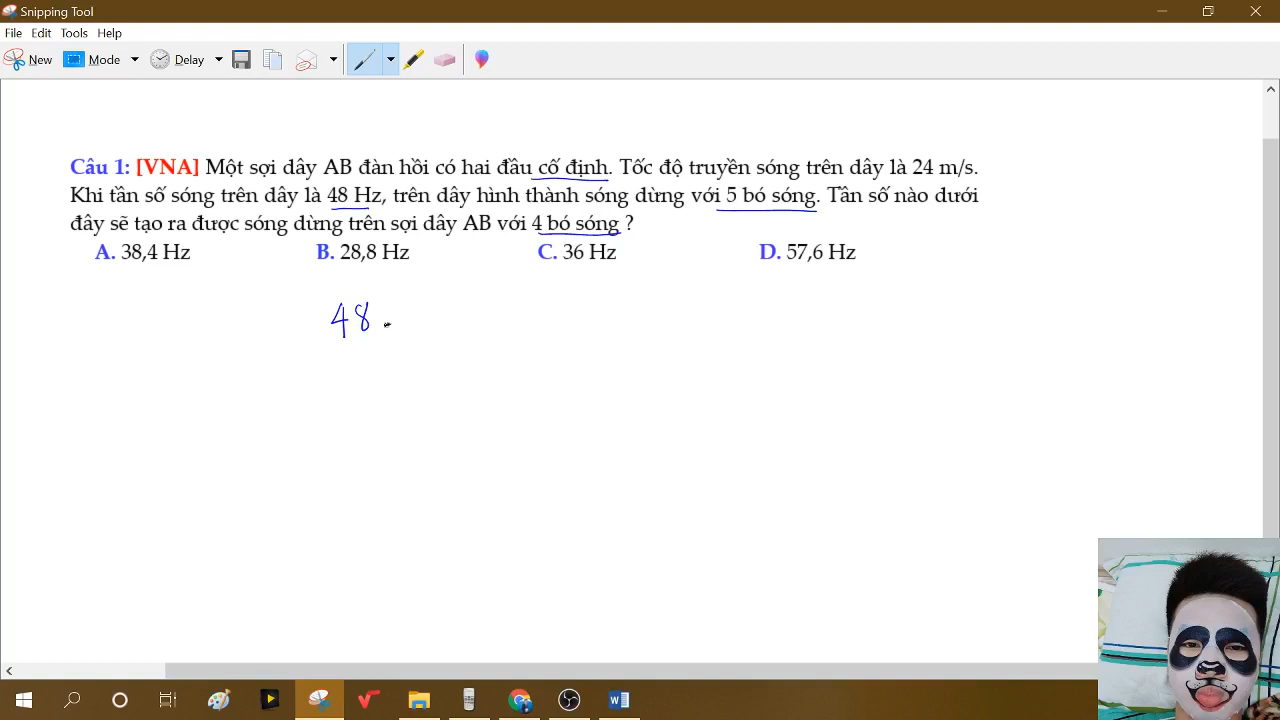 Snipping Tool
File Edit Tools Help
New Mode Delay
Câu 1: [VNA] Một sợi dây AB đàn hồi có hai đầu cố định. Tốc độ truyền sóng trên dây là 24 m/s.
Khi tần số sóng trên dây là 48 Hz, trên dây hình thành sóng dừng với 5 bó sóng. Tần số nào dưới
đây sẽ tạo ra được sóng dừng trên sợi dây AB với 4 bó sóng ?
A. 38,4 Hz B. 28,8 Hz C. 36 Hz D. 57,6 Hz
48